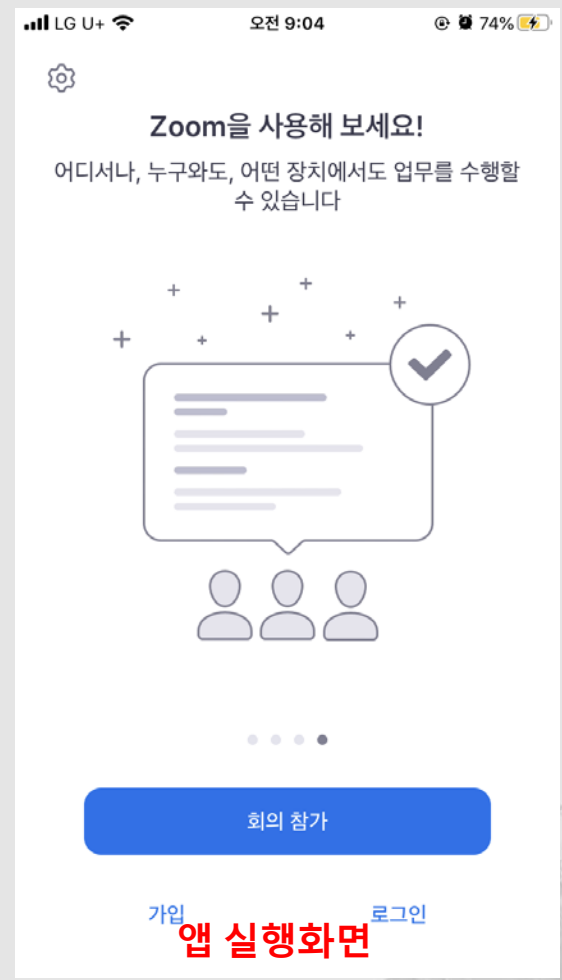 LG U+ 오전 9:04 74%
Zoom을 사용해 보세요!
어디서나, 누구와도, 어떤 장치에서도 업무를 수행할
수 있습니다
회의 참가
가입 로그인
앱 실행화면